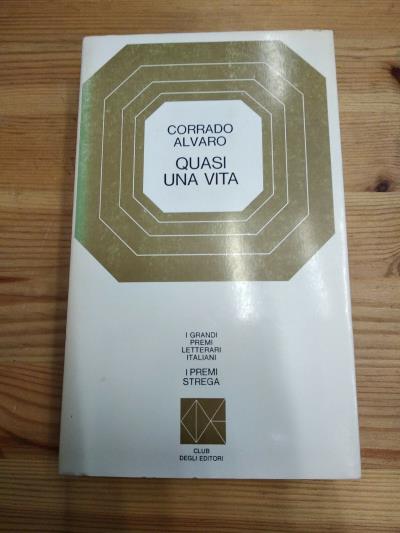 CORRADO
ALVARO
QUASI
UNA VITA
I GRANDI
PREMI
LETTERARI
ITALIANI
I PREMI
STREGA
CLUB
DEGLI EDITORI